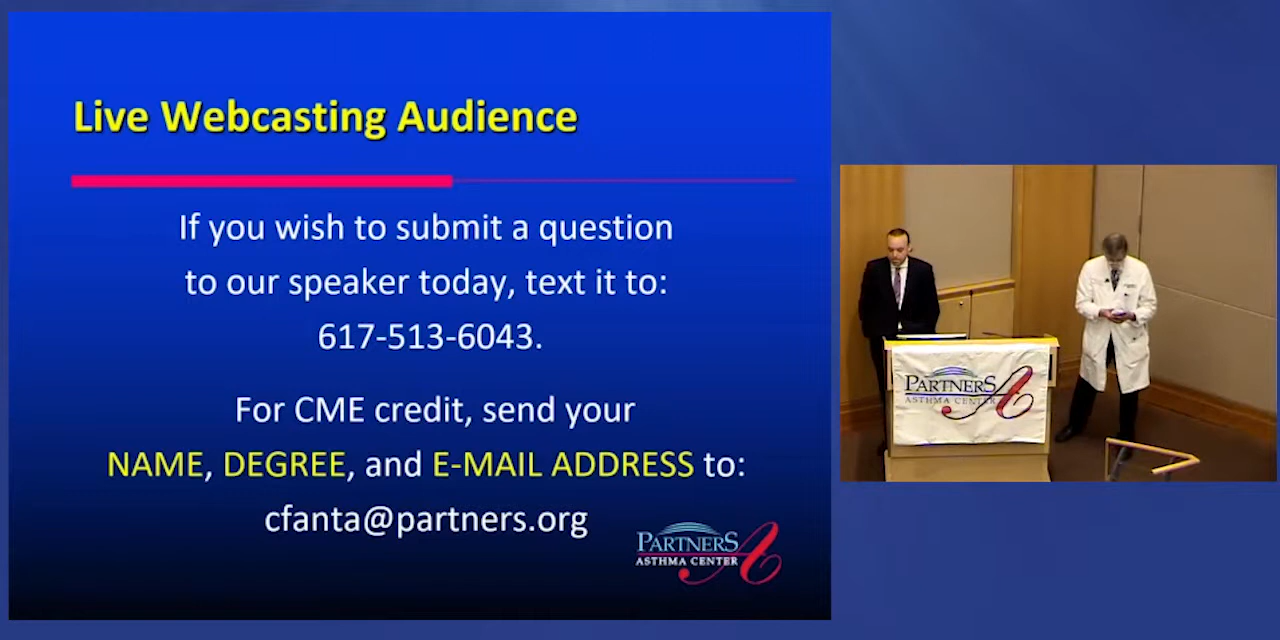 Live Webcasting Audience
If you wish to submit a question
to our speaker today, text it to:
617-513-6043.
For CME credit, send your
NAME, DEGREE, and E-MAIL ADDRESS to:
cfanta@partners.org
PARTNERS
ASTHMA CENTER
PARTNERS
ASTHMA CENTER